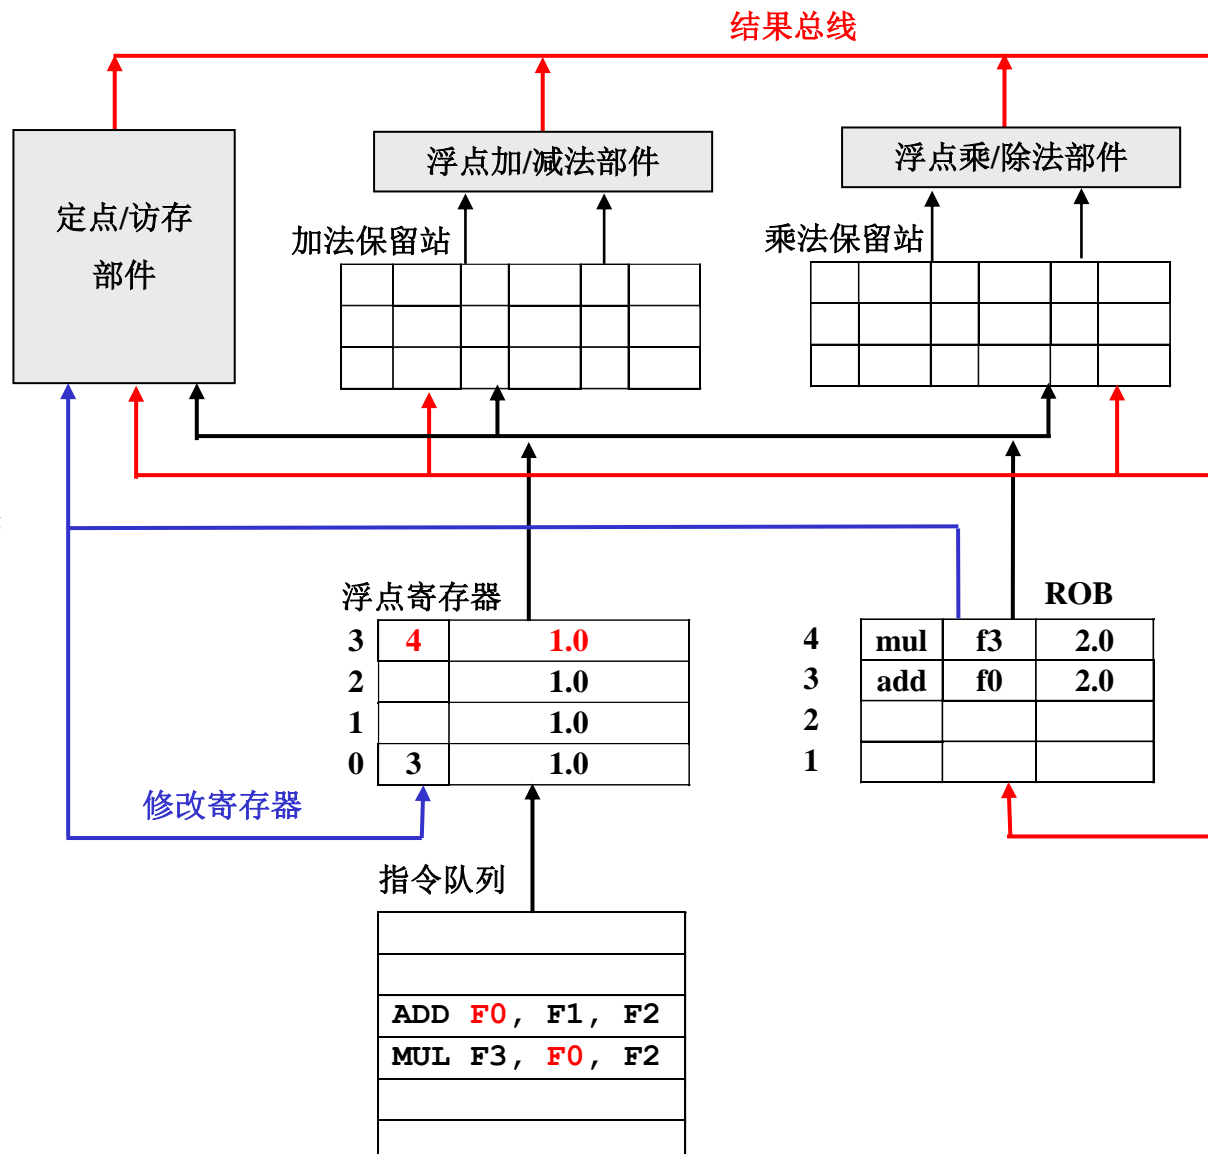 结果总线
浮点加/减法部件
浮点乘/除法部件
定点/访存
部件
加法保留站
乘法保留站
浮点寄存器
ROB
3 4 1.0
2 1.0
1 1.0
0 3 1.0
4 mul f3 2.0
3 add f0 2.0
2
1
修改寄存器
指令队列
ADD F0, F1, F2
MUL F3, F0, F2